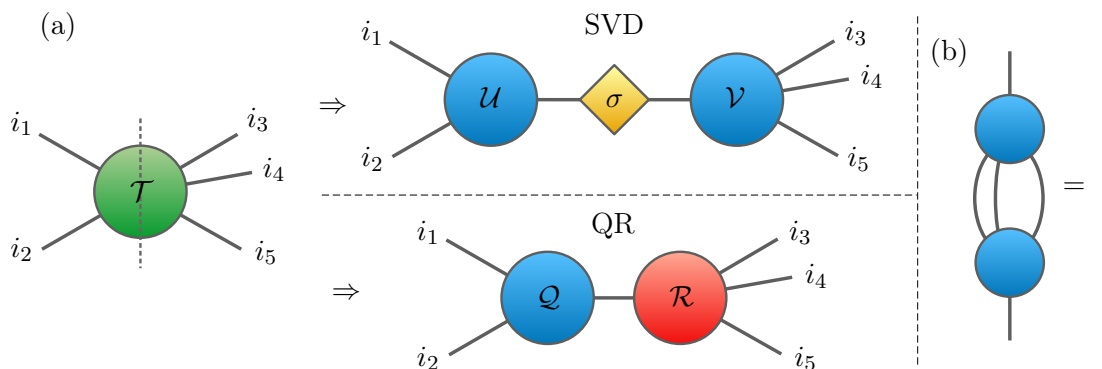 (a)
i₁
i₂
𝒯
i₃
i₄
i₅
⇒
SVD
i₁
i₂
𝒰
σ
𝒱
i₃
i₄
i₅
⇒
QR
i₁
i₂
𝒬
ℛ
i₃
i₄
i₅
(b)
=